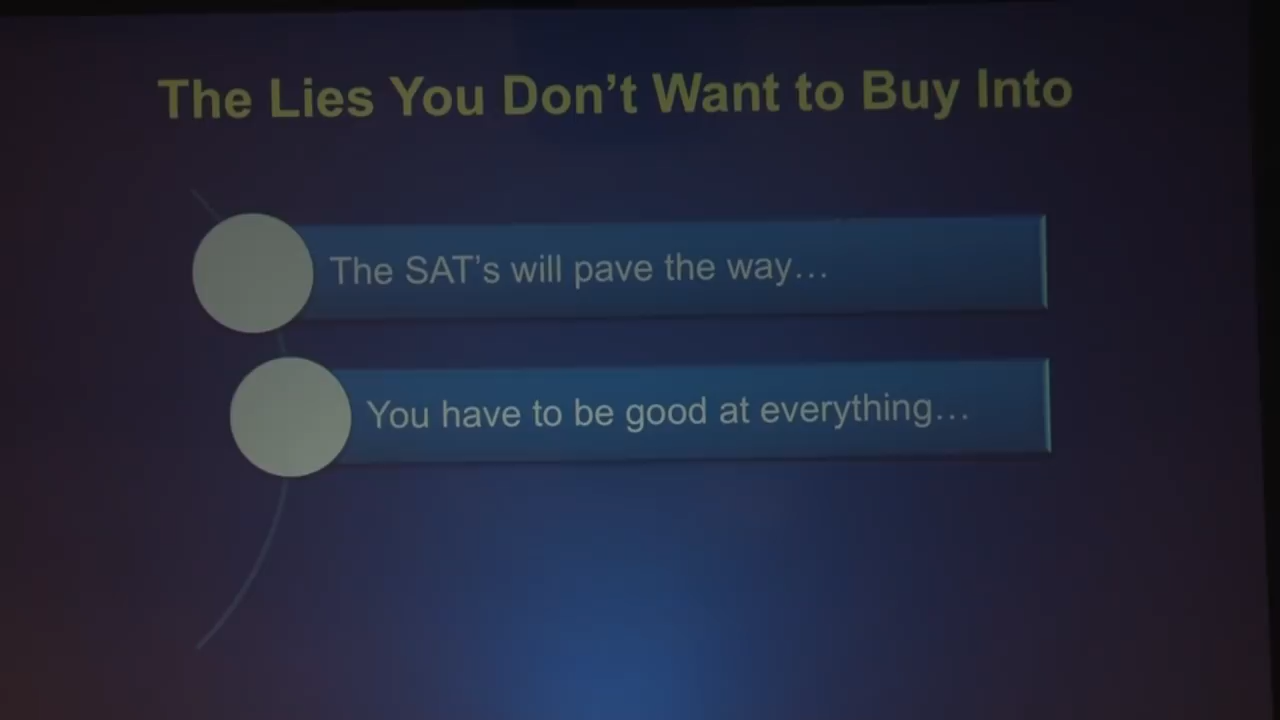 The Lies You Don’t Want to Buy Into
The SAT’s will pave the way…
You have to be good at everything…